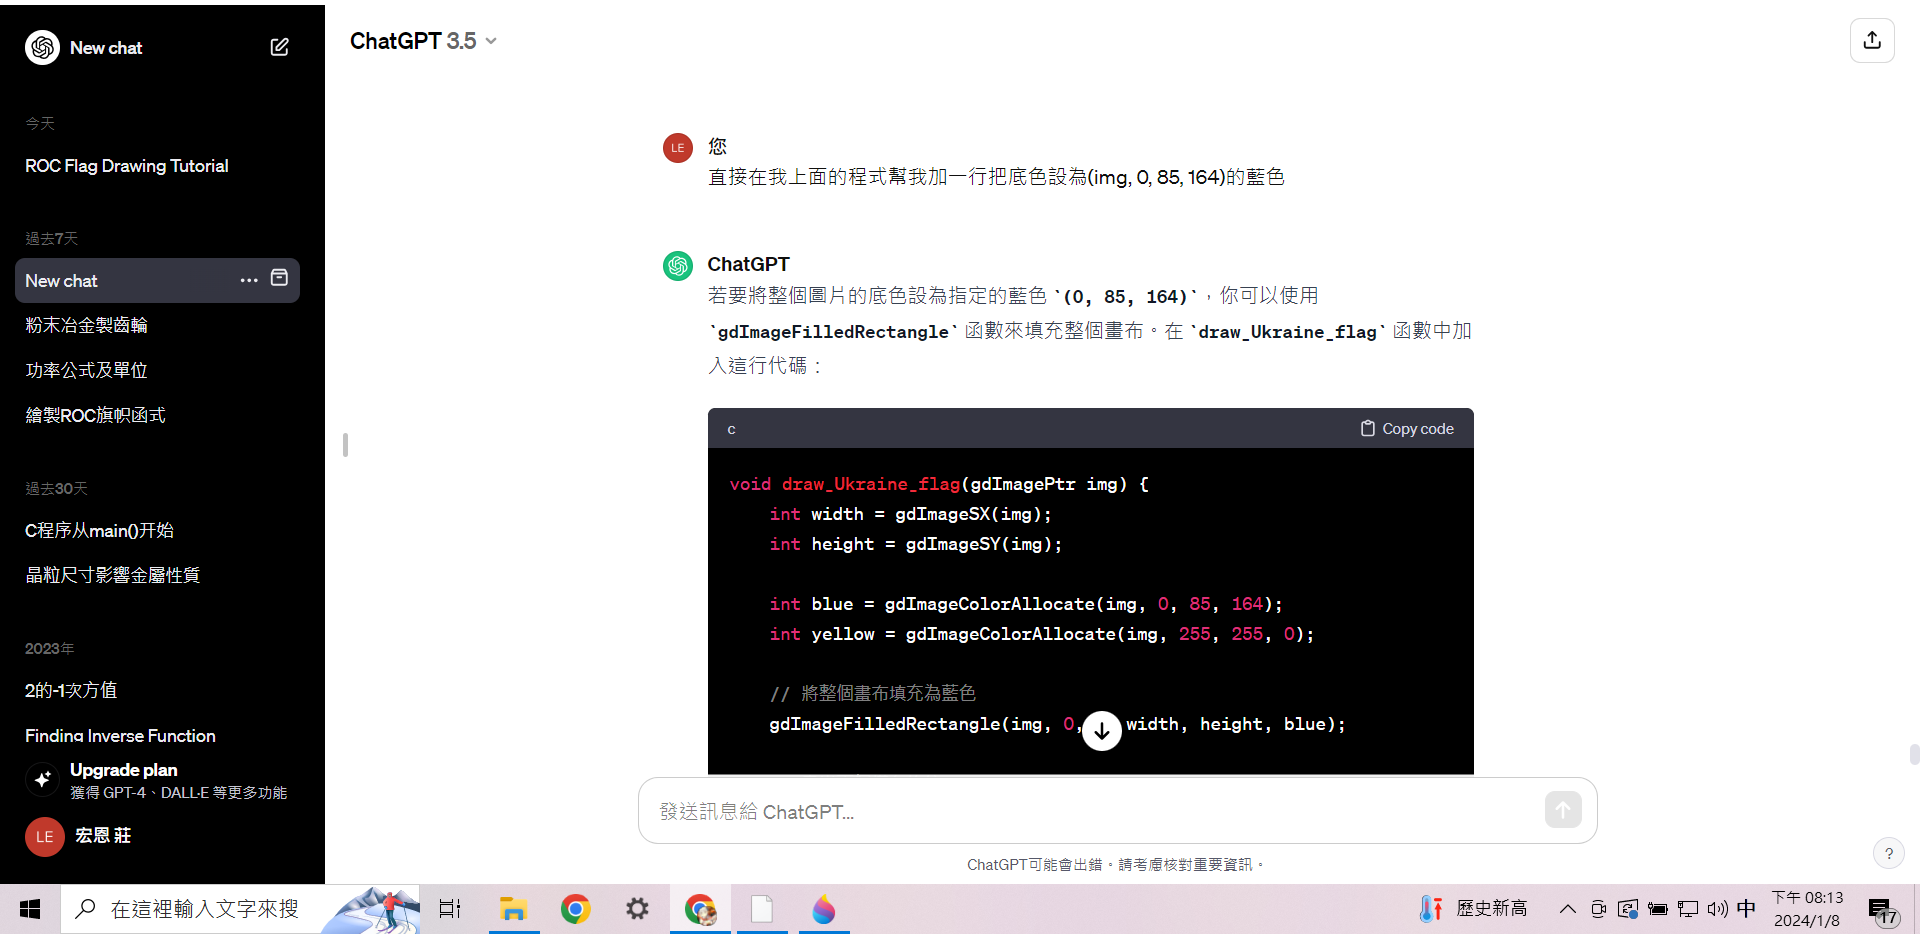 New chat
今天
ROC Flag Drawing Tutorial
過去7天
New chat
粉末冶金製齒輪
功率公式及單位
繪製ROC旗幟函式
過去30天
C程序从main()开始
晶粒尺寸影響金屬性質
2023年
2的-1次方值
Finding Inverse Function
Upgrade plan
獲得 GPT-4、DALL·E 等更多功能
LE 宏恩 莊
ChatGPT 3.5
LE 您
直接在我上面的程式幫我加一行把底色設為(img, 0, 85, 164)的藍色
ChatGPT
若要將整個圖片的底色設為指定的藍色 `(0, 85, 164)`，你可以使用
`gdImageFilledRectangle` 函數來填充整個畫布。在 `draw_Ukraine_flag` 函數中加
入這行代碼：
c Copy code
void draw_Ukraine_flag(gdImagePtr img) {
int width = gdImageSX(img);
int height = gdImageSY(img);
int blue = gdImageColorAllocate(img, 0, 85, 164);
int yellow = gdImageColorAllocate(img, 255, 255, 0);
// 將整個畫布填充為藍色
gdImageFilledRectangle(img, 0, width, height, blue);
發送訊息給 ChatGPT...
ChatGPT可能會出錯。請考慮核對重要資訊。
?
在這裡輸入文字來搜
歷史新高
中
下午 08:13
2024/1/8
17